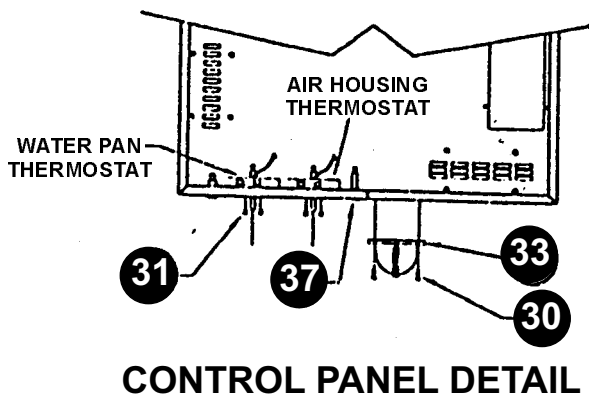 AIR HOUSING
THERMOSTAT
WATER PAN
THERMOSTAT
31
37
33
30
CONTROL PANEL DETAIL